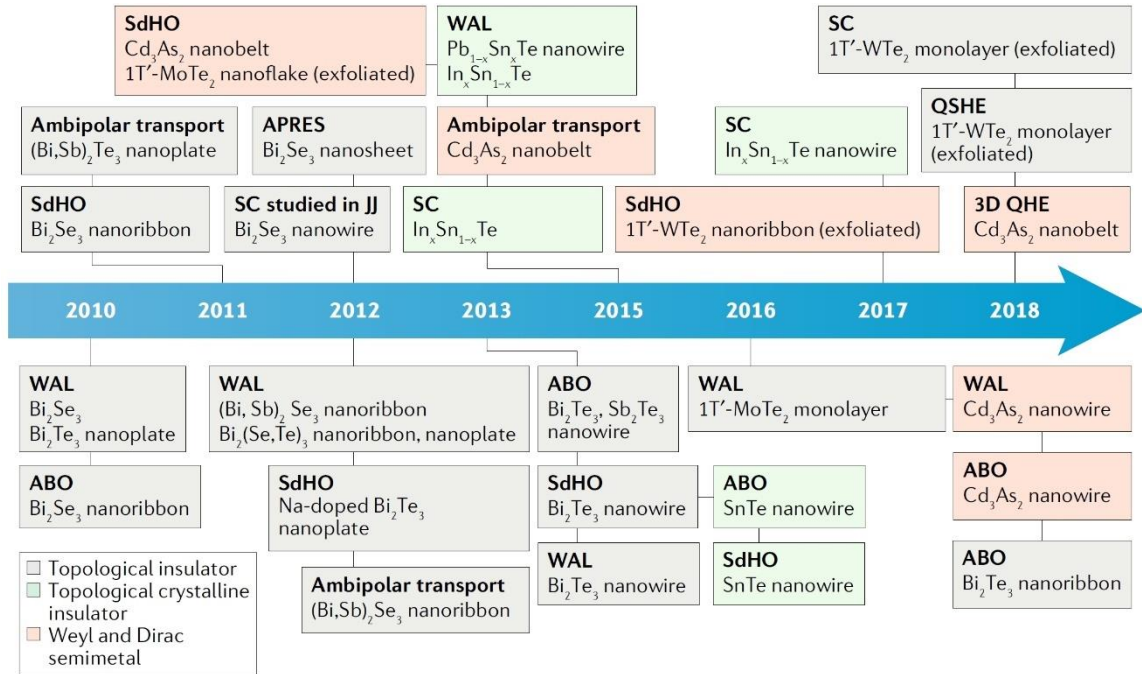 SdHO
Cd₃As₂ nanobelt
1T′-MoTe₂ nanoflake (exfoliated)
WAL
Pb₁₋ₓSnₓTe nanowire
InₓSn₁₋ₓTe
SC
1T′-WTe₂ monolayer (exfoliated)
Ambipolar transport
(Bi,Sb)₂Te₃ nanoplate
APRES
Bi₂Se₃ nanosheet
Ambipolar transport
Cd₃As₂ nanobelt
SC
InₓSn₁₋ₓTe nanowire
QSHE
1T′-WTe₂ monolayer
(exfoliated)
SdHO
Bi₂Se₃ nanoribbon
SC studied in JJ
Bi₂Se₃ nanowire
SC
InₓSn₁₋ₓTe
SdHO
1T′-WTe₂ nanoribbon (exfoliated)
3D QHE
Cd₃As₂ nanobelt
2010 2011 2012 2013 2015 2016 2017 2018
WAL
Bi₂Se₃
Bi₂Te₃ nanoplate
WAL
(Bi, Sb)₂ Se₃ nanoribbon
Bi₂(Se,Te)₃ nanoribbon, nanoplate
ABO
Bi₂Te₃, Sb₂Te₃
nanowire
WAL
1T′-MoTe₂ monolayer
WAL
Cd₃As₂ nanowire
ABO
Bi₂Se₃ nanoribbon
SdHO
Na-doped Bi₂Te₃
nanoplate
SdHO
Bi₂Te₃ nanowire
ABO
SnTe nanowire
ABO
Cd₃As₂ nanowire
Ambipolar transport
(Bi,Sb)₂Se₃ nanoribbon
WAL
Bi₂Te₃ nanowire
SdHO
SnTe nanowire
ABO
Bi₂Te₃ nanoribbon
Topological insulator
Topological crystalline
insulator
Weyl and Dirac
semimetal